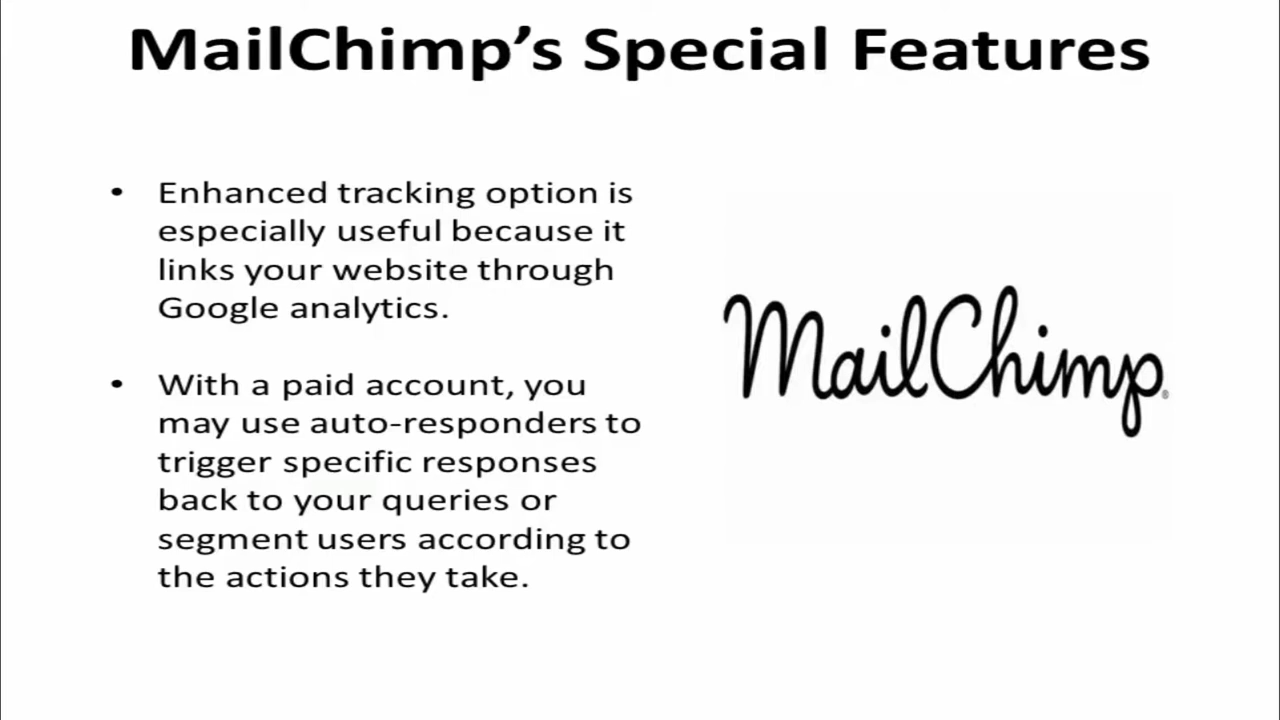 MailChimp’s Special Features
• Enhanced tracking option is
especially useful because it
links your website through
Google analytics.
• With a paid account, you
may use auto-responders to
trigger specific responses
back to your queries or
segment users according to
the actions they take.
MailChimp®